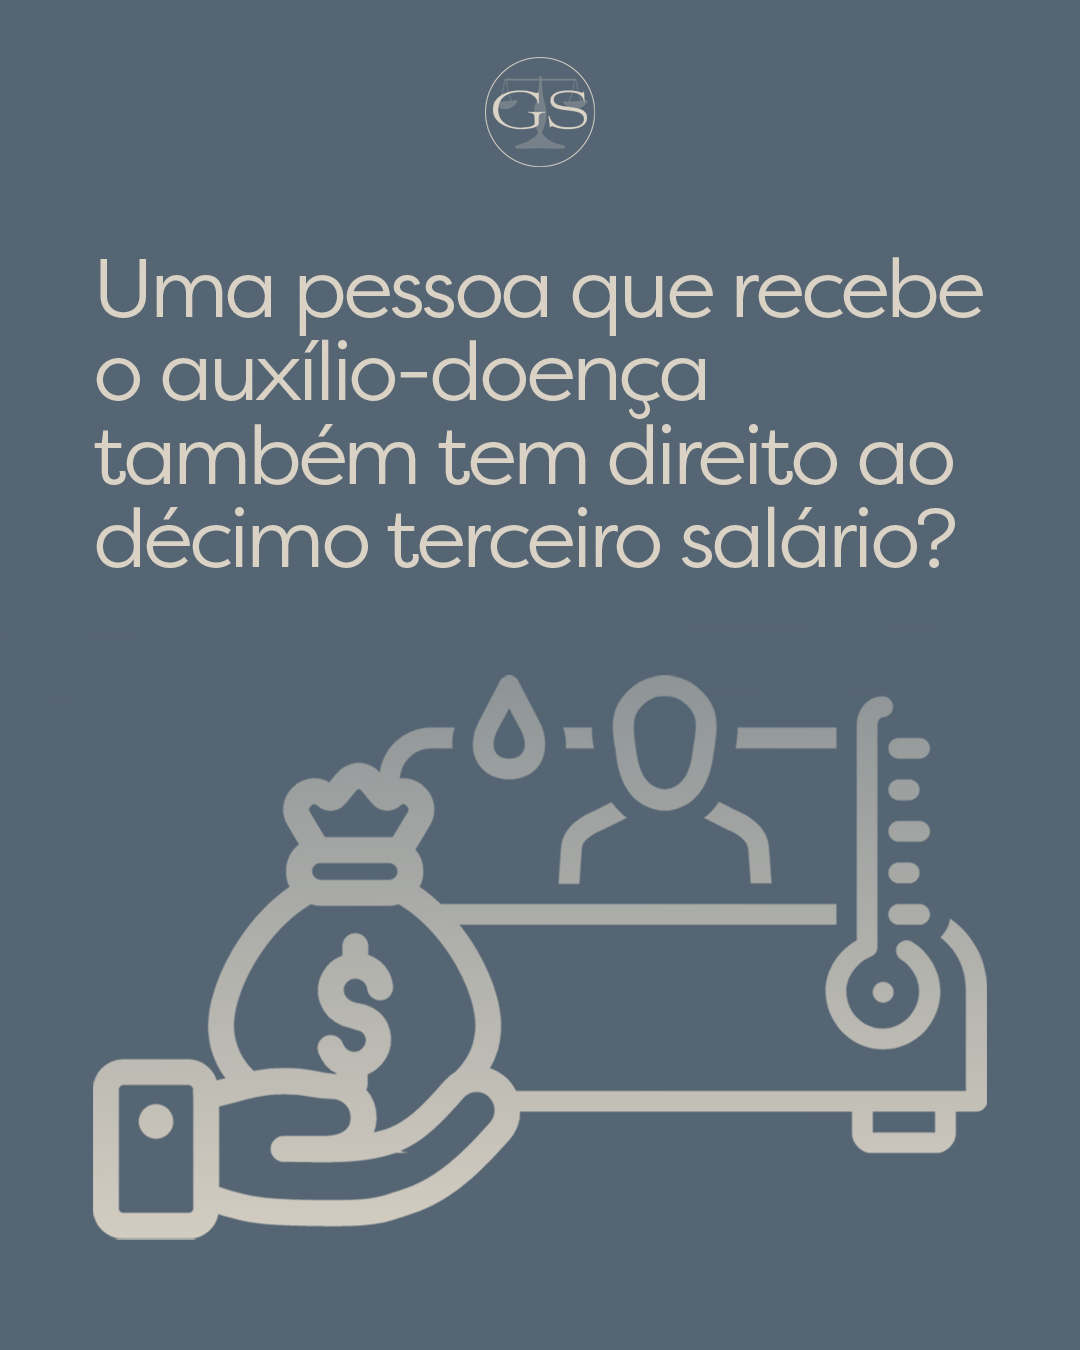 GS
Uma pessoa que recebe
o auxílio-doença
também tem direito ao
décimo terceiro salário?
$